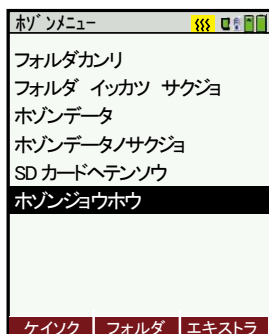 ホゾンメニュー
フォルダカンリ
フォルダ イッカツ サクジョ
ホゾンデータ
ホゾンデータノサクジョ
SD カードヘテンソウ
ホゾンジョウホウ
ケイソク フォルダ エキストラ